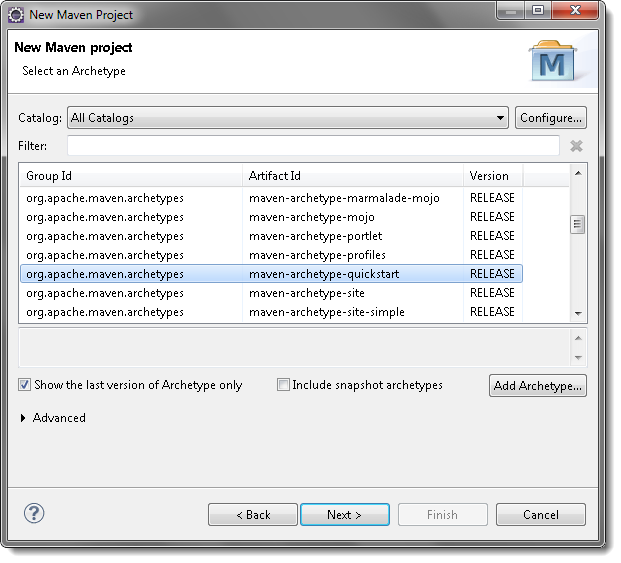 New Maven Project
New Maven project
Select an Archetype
M
Catalog: All Catalogs Configure...
Filter:
Group Id Artifact Id Version
org.apache.maven.archetypes maven-archetype-marmalade-mojo RELEASE
org.apache.maven.archetypes maven-archetype-mojo RELEASE
org.apache.maven.archetypes maven-archetype-portlet RELEASE
org.apache.maven.archetypes maven-archetype-profiles RELEASE
org.apache.maven.archetypes maven-archetype-quickstart RELEASE
org.apache.maven.archetypes maven-archetype-site RELEASE
org.apache.maven.archetypes maven-archetype-site-simple RELEASE
Show the last version of Archetype only Include snapshot archetypes Add Archetype...
Advanced
? < Back Next > Finish Cancel